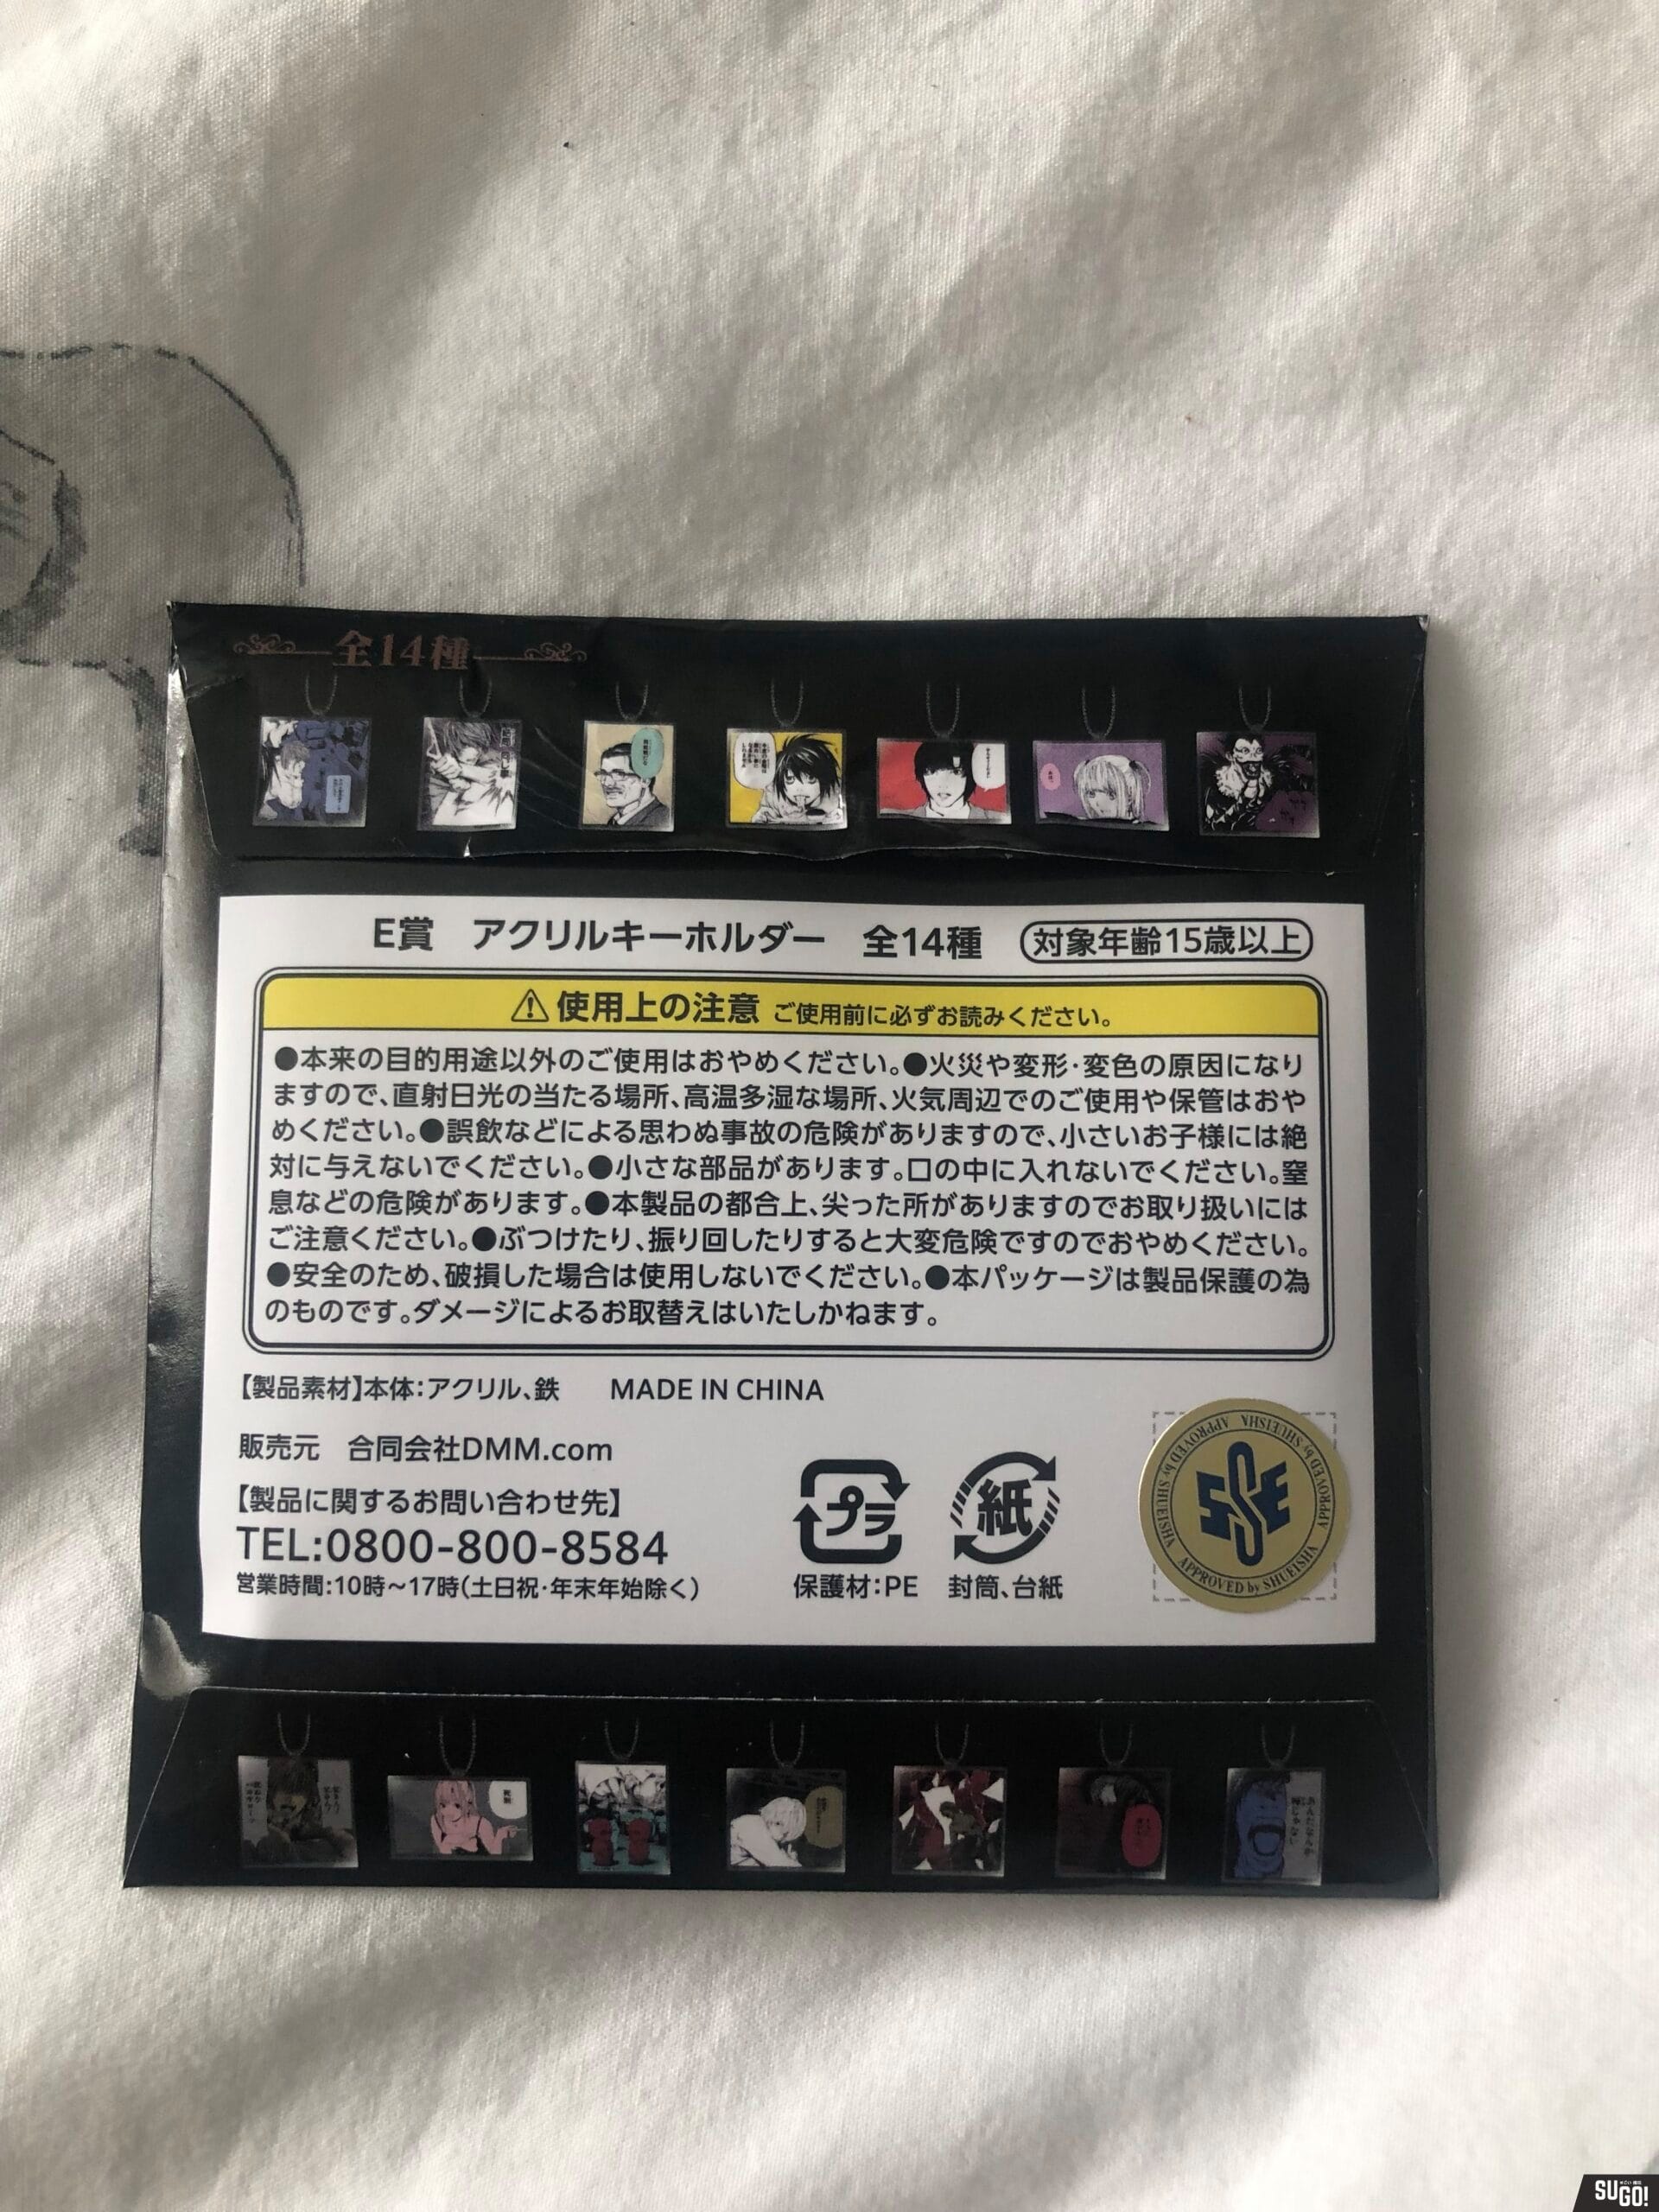 全14種
E賞 アクリルキーホルダー 全14種 対象年齢15歳以上
使用上の注意 ご使用前に必ずお読みください。
●本来の目的用途以外のご使用はおやめください。●火災や変形・変色の原因になり
ますので、直射日光の当たる場所、高温多湿な場所、火気周辺でのご使用や保管はおや
めください。●誤飲などによる思わぬ事故の危険がありますので、小さいお子様には絶
対に与えないでください。●小さな部品があります。口の中に入れないでください。窒
息などの危険があります。●本製品の都合上、尖った所がありますのでお取り扱いには
ご注意ください。●ぶつけたり、振り回したりすると大変危険ですのでおやめください。
●安全のため、破損した場合は使用しないでください。●本パッケージは製品保護の為
のものです。ダメージによるお取替えはいたしかねます。
【製品素材】本体：アクリル、鉄 MADE IN CHINA
販売元 合同会社DMM.com
【製品に関するお問い合わせ先】
TEL:0800-800-8584
営業時間:10時〜17時(土日祝・年末年始除く)
プラ
保護材：PE
紙
封筒、台紙
APPROVED by SHUEISHA APPROVED by SHUEISHA APPROVED by SHUEISHA
SUGO!